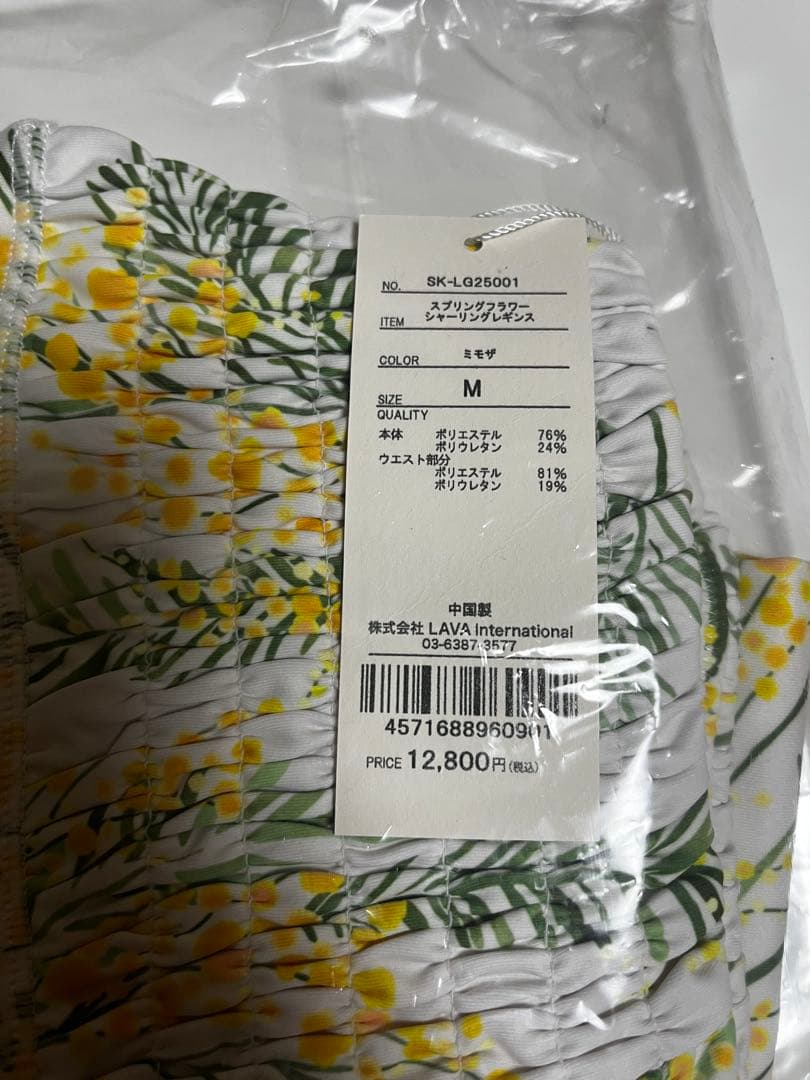 NO. SK-LG25001
スプリングフラワー
ITEM シャーリングレギンス
COLOR ミモザ
SIZE M
QUALITY
本体 ポリエステル 76%
ポリウレタン 24%
ウエスト部分
ポリエステル 81%
ポリウレタン 19%
中国製
株式会社 LAVA International
03-6387-3577
4571688960901
PRICE 12,800円(税込)